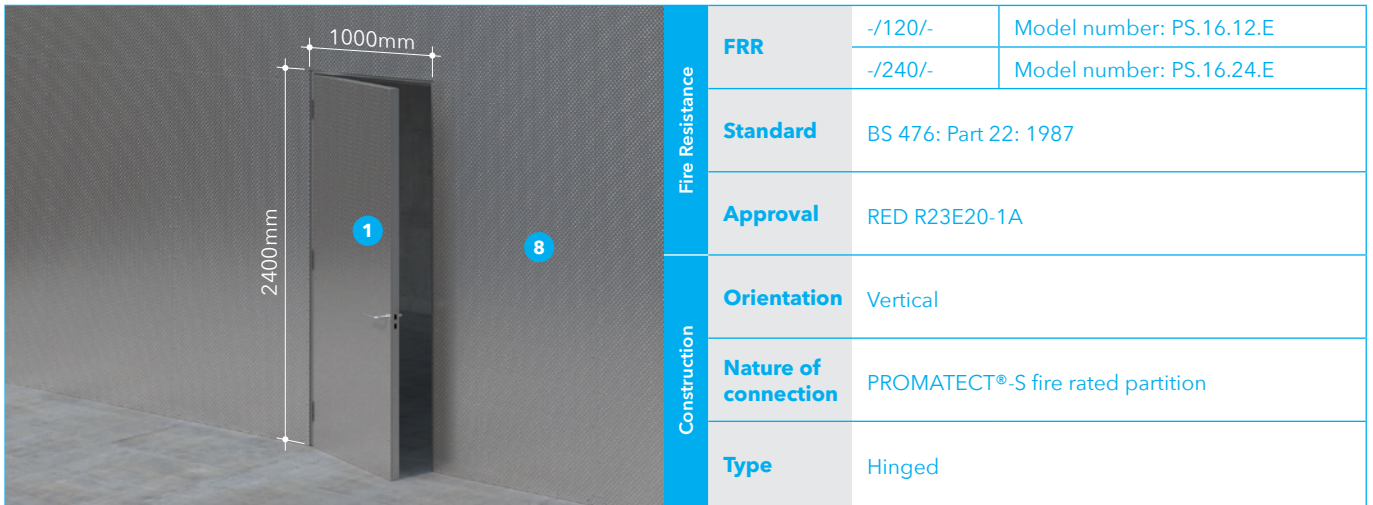 1000mm
2400mm
1
8
Fire Resistance
FRR
-/120/-
Model number: PS.16.12.E
-/240/-
Model number: PS.16.24.E
Standard
BS 476: Part 22: 1987
Approval
RED R23E20-1A
Construction
Orientation
Vertical
Nature of
connection
PROMATECT®-S fire rated partition
Type
Hinged